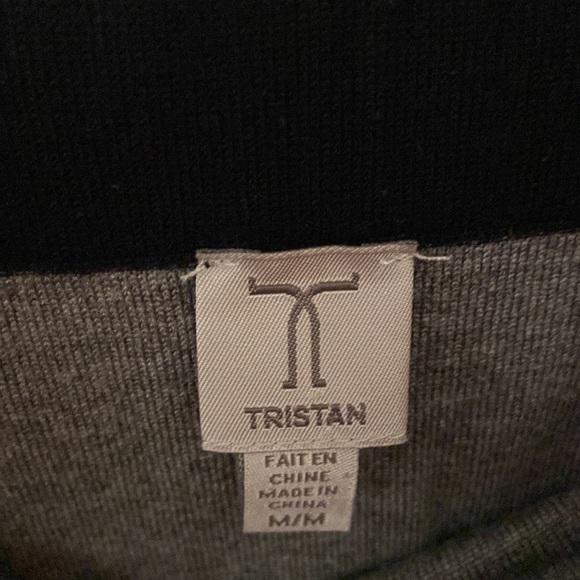 TRISTAN
FAIT EN
CHINE
MADE IN
CHINA
M/M